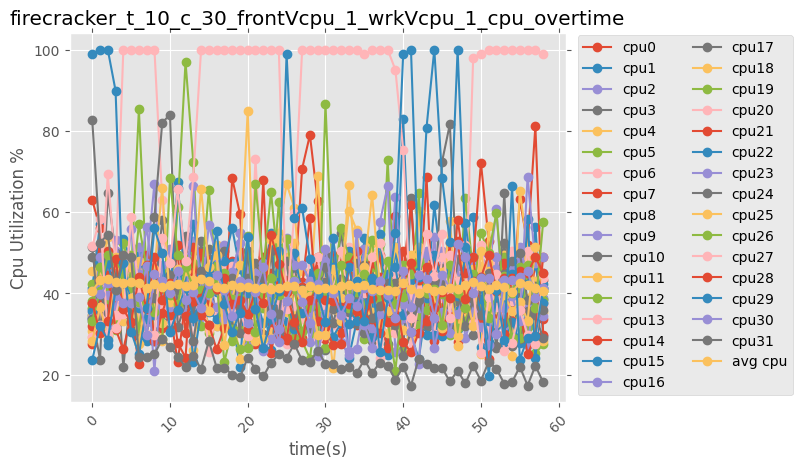 firecracker_t_10_c_30_frontVcpu_1_wrkVcpu_1_cpu_overtime
100
80
60
40
20
Cpu Utilization %
0
10
20
30
40
50
60
time(s)
cpu0
cpu1
cpu2
cpu3
cpu4
cpu5
cpu6
cpu7
cpu8
cpu9
cpu10
cpu11
cpu12
cpu13
cpu14
cpu15
cpu16
cpu17
cpu18
cpu19
cpu20
cpu21
cpu22
cpu23
cpu24
cpu25
cpu26
cpu27
cpu28
cpu29
cpu30
cpu31
avg cpu